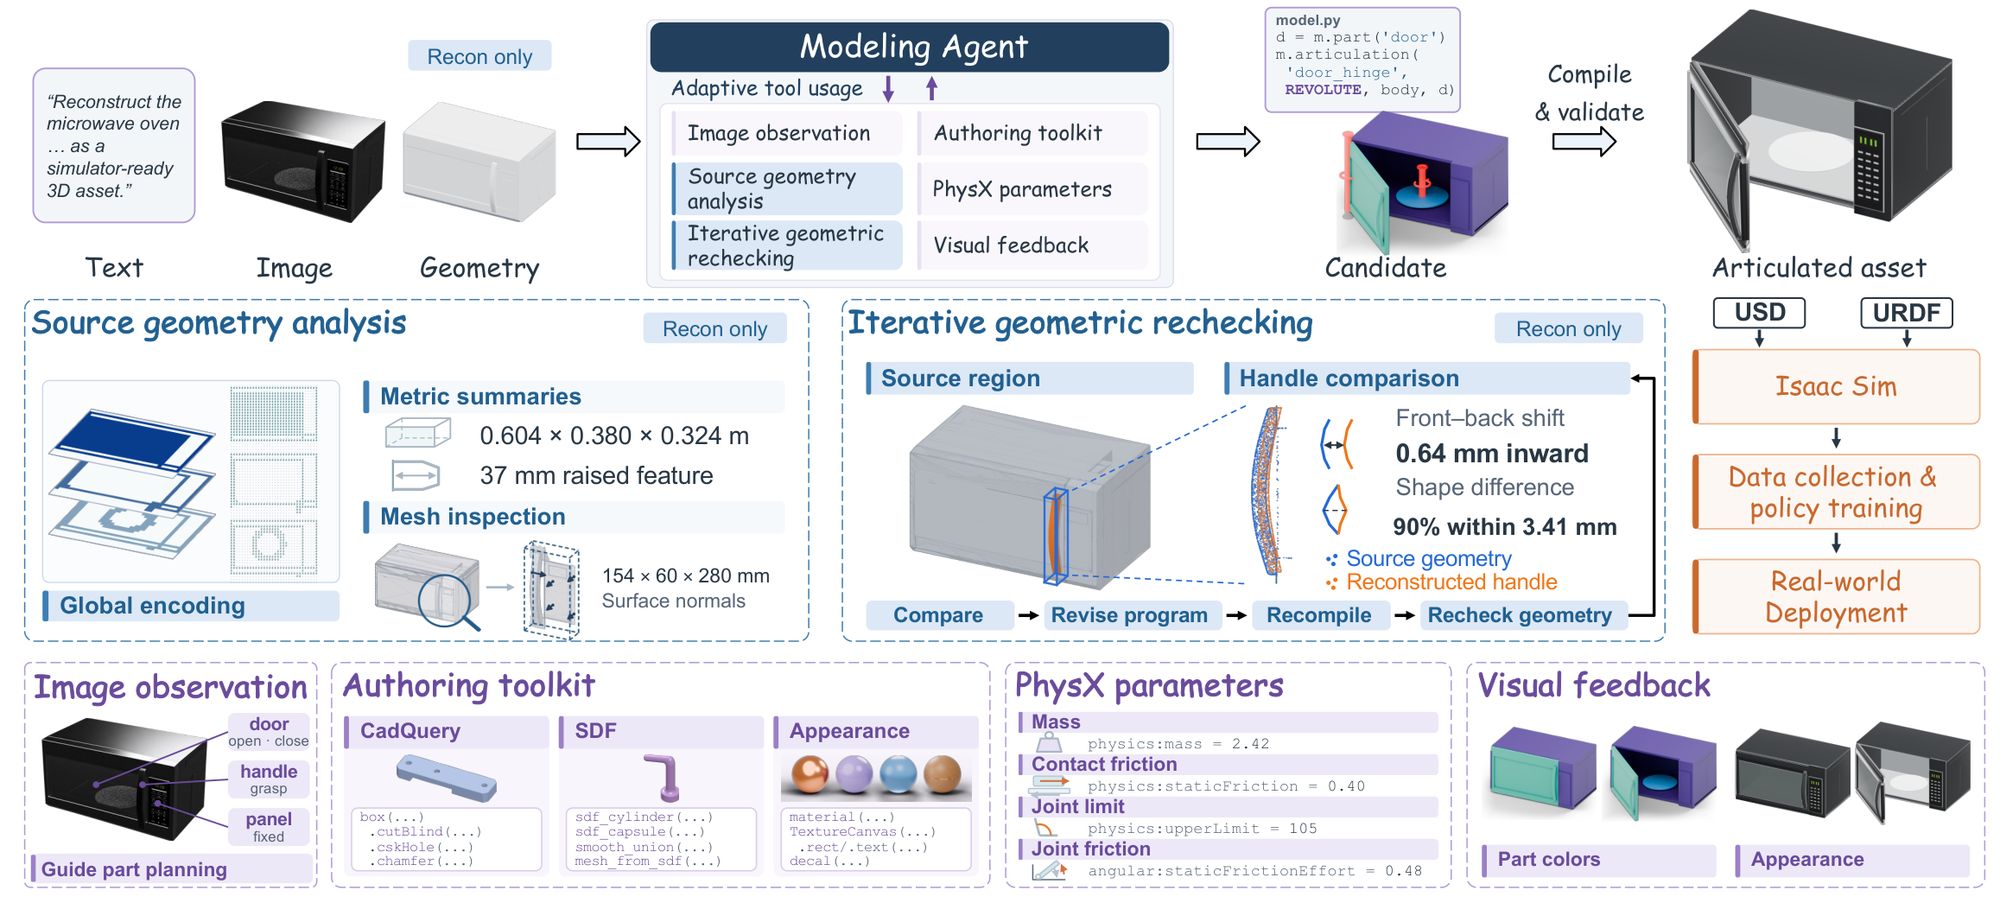 “Reconstruct the
microwave oven
… as a
simulator-ready
3D asset.”
Text
Image
Recon only
Geometry
Modeling Agent
Adaptive tool usage
Image observation
Source geometry
analysis
Iterative geometric
rechecking
Authoring toolkit
PhysX parameters
Visual feedback
model.py
d = m.part('door')
m.articulation(
'door_hinge',
REVOLUTE, body, d)
Candidate
Compile
& validate
Articulated asset
Source geometry analysis
Recon only
Global encoding
Metric summaries
0.604 × 0.380 × 0.324 m
37 mm raised feature
Mesh inspection
154 × 60 × 280 mm
Surface normals
Iterative geometric rechecking
Recon only
Source region
Handle comparison
Front–back shift
0.64 mm inward
Shape difference
90% within 3.41 mm
Source geometry
Reconstructed handle
Compare
Revise program
Recompile
Recheck geometry
USD
URDF
Isaac Sim
Data collection &
policy training
Real-world
Deployment
Image observation
door
open · close
handle
grasp
panel
fixed
Guide part planning
Authoring toolkit
CadQuery
box(...)
.cutBlind(...)
.cskHole(...)
.chamfer(...)
SDF
sdf_cylinder(...)
sdf_capsule(...)
smooth_union(...)
mesh_from_sdf(...)
Appearance
material(...)
TextureCanvas(...)
.rect/.text(...)
decal(...)
PhysX parameters
Mass
physics:mass = 2.42
Contact friction
physics:staticFriction = 0.40
Joint limit
physics:upperLimit = 105
Joint friction
angular:staticFrictionEffort = 0.48
Visual feedback
Part colors
Appearance